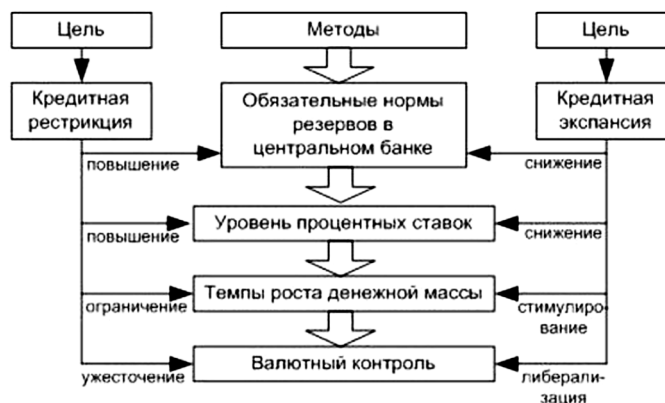 Цель
Методы
Цель
Кредитная
рестрикция
Обязательные нормы
резервов в
центральном банке
Кредитная
экспансия
повышение
снижение
Уровень процентных ставок
повышение
снижение
Темпы роста денежной массы
ограничение
стимулиро-
вание
Валютный контроль
ужесточение
либерали-
зация